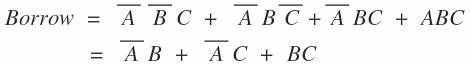 Borrow = A̅ B̅ C + A̅ B C̅ + A̅ BC + ABC
= A̅ B + A̅ C + BC